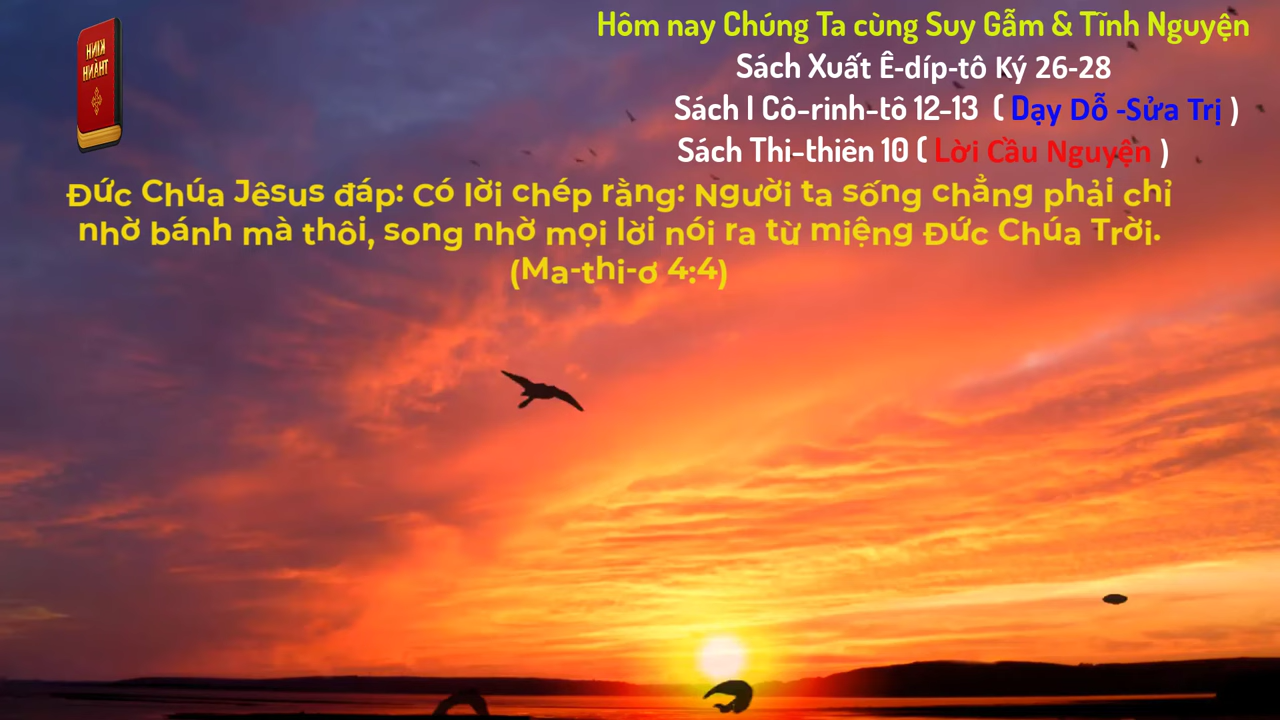 KINH
THÁNH
Hôm nay Chúng Ta cùng Suy Gẫm & Tĩnh Nguyện
Sách Xuất Ê-díp-tô Ký 26-28
Sách I Cô-rinh-tô 12-13 ( Dạy Dỗ -Sửa Trị )
Sách Thi-thiên 10 ( Lời Cầu Nguyện )
Đức Chúa Jêsus đáp: Có lời chép rằng: Người ta sống chẳng phải chỉ
nhờ bánh mà thôi, song nhờ mọi lời nói ra từ miệng Đức Chúa Trời.
(Ma-thi-ơ 4:4)